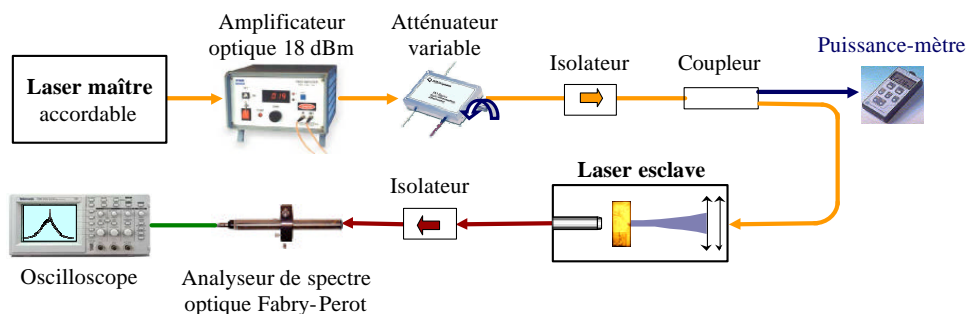 Amplificateur
optique 18 dBm
Atténuateur
variable
Isolateur
Coupleur
Puissance-mètre
Laser maître
accordable
Laser esclave
Isolateur
Oscilloscope
Analyseur de spectre
optique Fabry-Perot